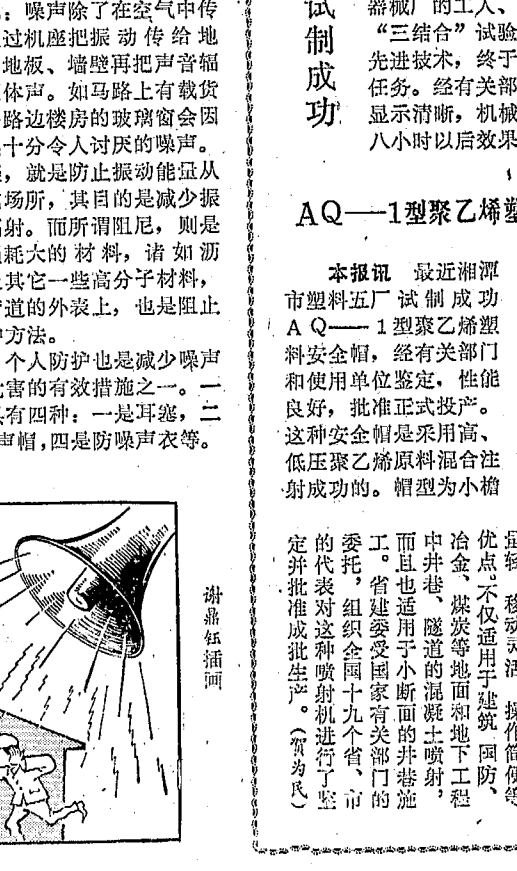 ：噪声除了在空气中传
过机座把振动传给地
地板、墙壁再把声音辐
体声。如马路上有载货
路边楼房的玻璃窗会因
十分令人讨厌的噪声。
，就是防止振动能量从
场所，其目的是减少振
射。而所谓阻尼，则是
耗大的材料，诸如沥
其它一些高分子材料，
道的外装上，也是阻止
方法。
个人防护也是减少噪声
危害的有效措施之一。一
具有四种：一是耳塞，二
声帽，四是防噪声衣等。
谢鼎钰插画
试制成功
器械厂的工人、
“三结合”试验
先进技术，终于
任务。经有关部
显示清晰，机械
八小时以后效果
AQ——1型聚乙烯塑
本报讯　最近湘潭
市塑料五厂试制成功
AQ——1型聚乙烯塑
料安全帽，经有关部门
和使用单位鉴定，性能
良好，批准正式投产。
这种安全帽是采用高、
低压聚乙烯原料混合注
射成功的。帽型为小檐
量轻、移动灵活、操作简便等
优点。不仅适用于建筑、国防、
冶金、煤炭等地面和地下工程
中井巷、隧道的混凝土喷射，
而且也适用于小断面的井巷施
工。省建委受国家有关部门的
委托，组织全国十九个省、市
的代表对这种喷射机进行了鉴
定并批准成批生产。（贺为民）